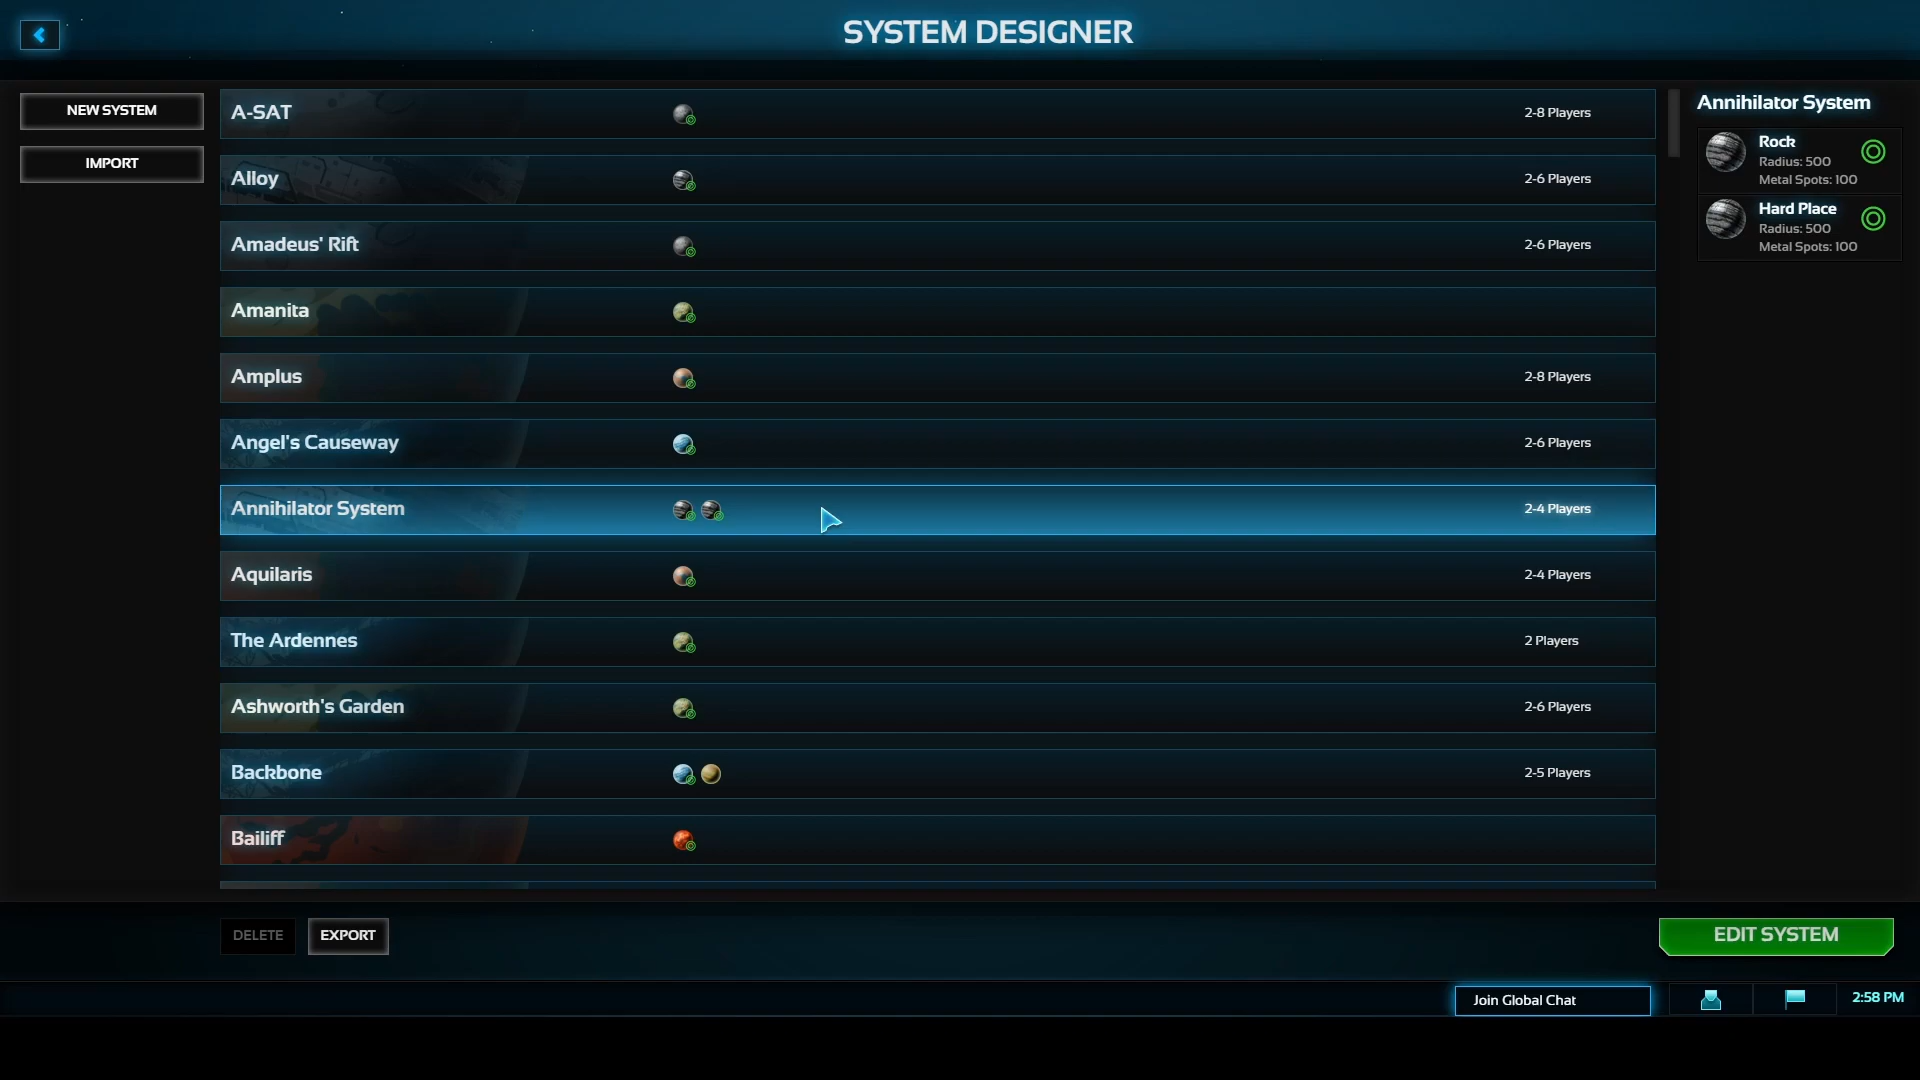 SYSTEM DESIGNER
NEW SYSTEM
IMPORT
A-SAT
2-8 Players
Alloy
2-6 Players
Amadeus' Rift
2-6 Players
Amanita
Amplus
2-8 Players
Angel's Causeway
2-6 Players
Annihilator System
2-4 Players
Aquilaris
2-4 Players
The Ardennes
2 Players
Ashworth's Garden
2-6 Players
Backbone
2-5 Players
Bailiff
Annihilator System
Rock
Radius: 500
Metal Spots: 100
Hard Place
Radius: 500
Metal Spots: 100
DELETE
EXPORT
EDIT SYSTEM
Join Global Chat
2:58 PM